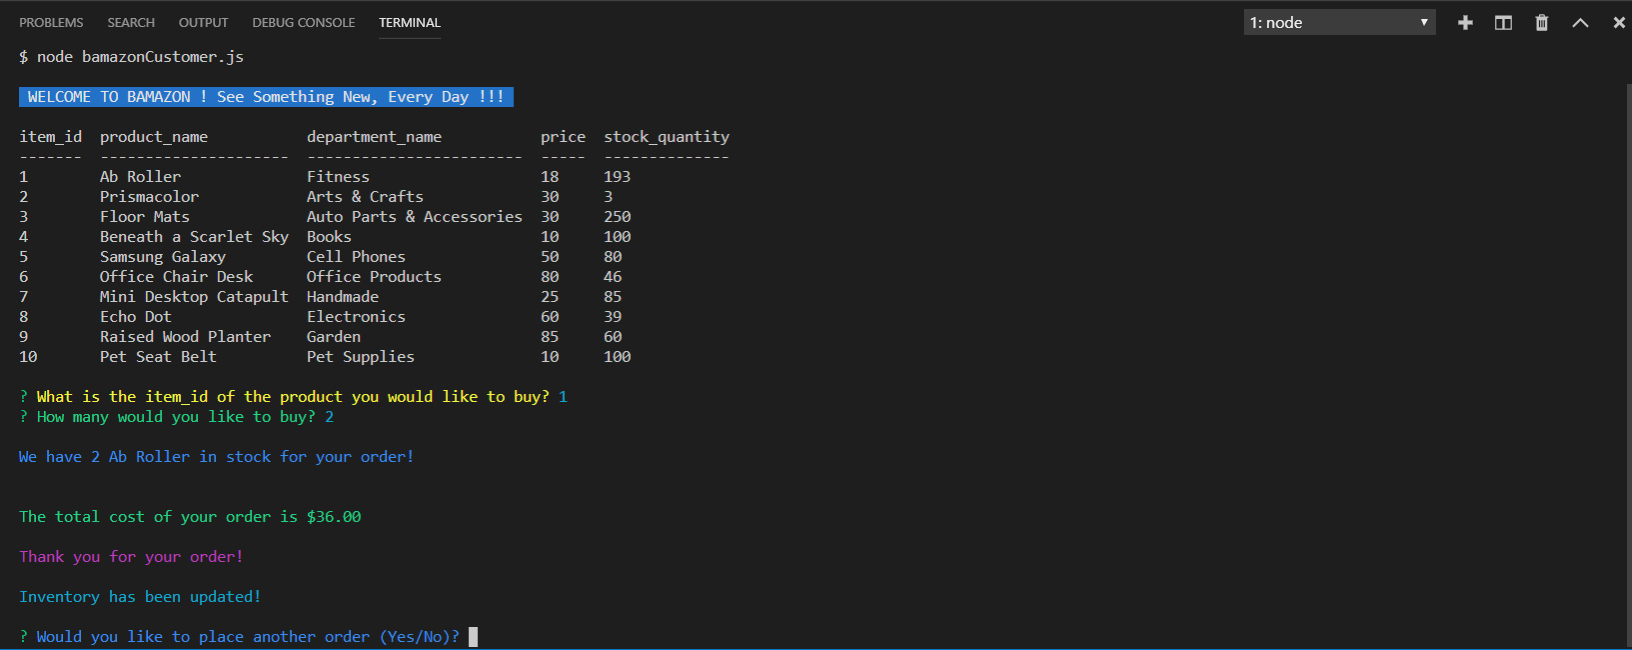 PROBLEMS SEARCH OUTPUT DEBUG CONSOLE TERMINAL 1: node
$ node bamazonCustomer.js
WELCOME TO BAMAZON ! See Something New, Every Day !!!
item_id  product_name           department_name           price  stock_quantity
-------  ---------------------  ------------------------  -----  --------------
1        Ab Roller              Fitness                   18     193
2        Prismacolor            Arts & Crafts             30     3
3        Floor Mats             Auto Parts & Accessories  30     250
4        Beneath a Scarlet Sky  Books                     10     100
5        Samsung Galaxy         Cell Phones               50     80
6        Office Chair Desk      Office Products           80     46
7        Mini Desktop Catapult  Handmade                  25     85
8        Echo Dot               Electronics               60     39
9        Raised Wood Planter    Garden                    85     60
10       Pet Seat Belt          Pet Supplies              10     100
? What is the item_id of the product you would like to buy? 1
? How many would you like to buy? 2
We have 2 Ab Roller in stock for your order!
The total cost of your order is $36.00
Thank you for your order!
Inventory has been updated!
? Would you like to place another order (Yes/No)?